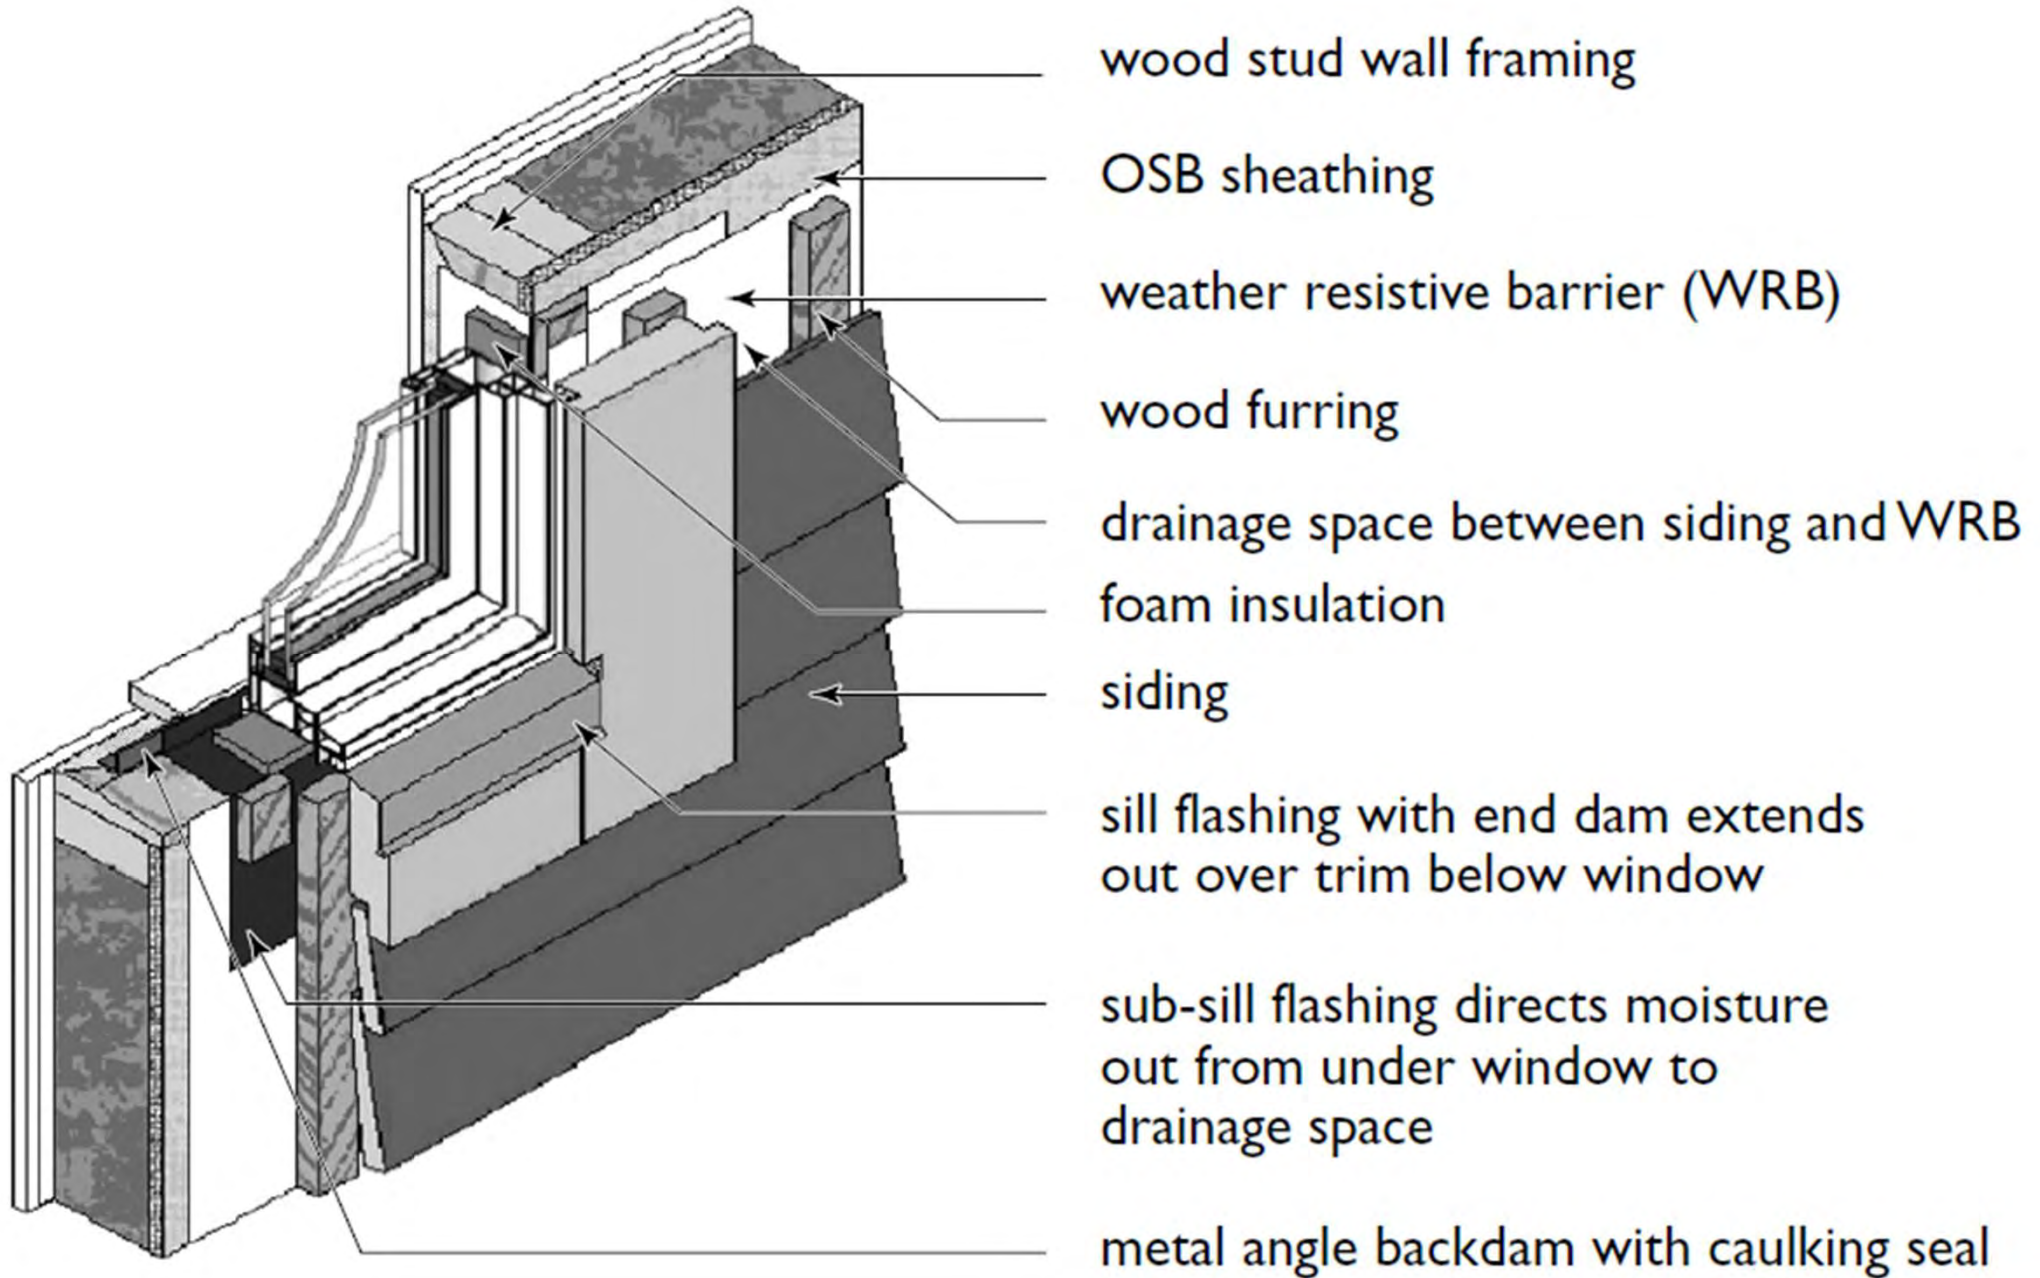 wood stud wall framing
OSB sheathing
weather resistive barrier (WRB)
wood furring
drainage space between siding and WRB
foam insulation
siding
sill flashing with end dam extends
out over trim below window
sub-sill flashing directs moisture
out from under window to
drainage space
metal angle backdam with caulking seal